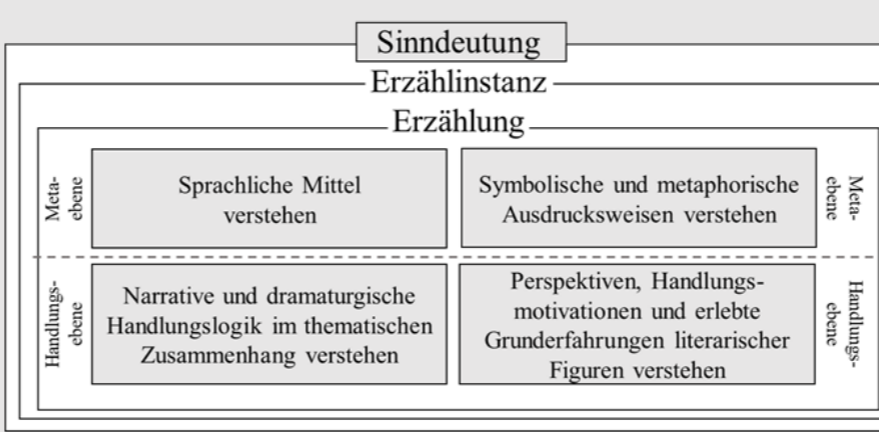 Sinndeutung
Erzählinstanz
Erzählung
Meta-
ebene
Sprachliche Mittel
verstehen
Symbolische und metaphorische
Ausdrucksweisen verstehen
Meta-
ebene
Handlungs-
ebene
Narrative und dramaturgische
Handlungslogik im thematischen
Zusammenhang verstehen
Perspektiven, Handlungs-
motivationen und erlebte
Grunderfahrungen literarischer
Figuren verstehen
Handlungs-
ebene